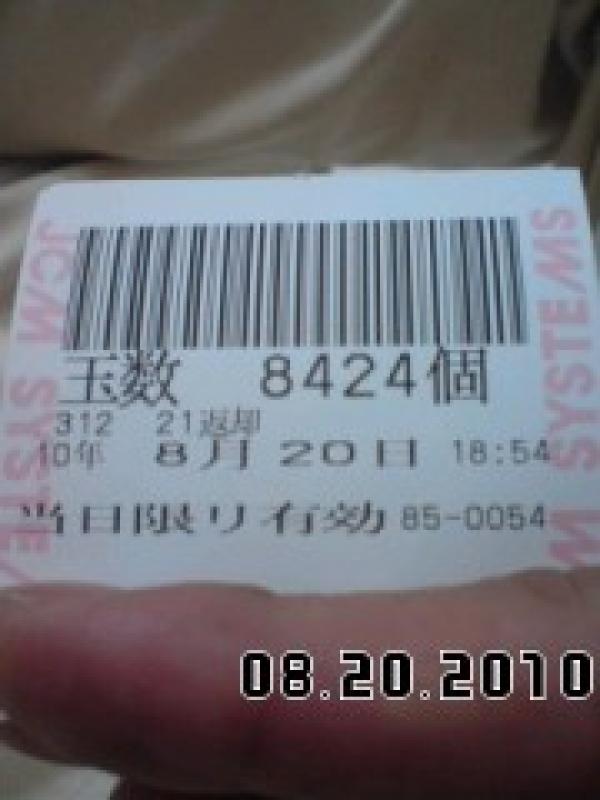 JCM SYSTEMS
玉数 8424個
312 21返却
10年 8月20日 18:54
当日限り有効 85-0054
JCM SYSTEMS
08.20.2010